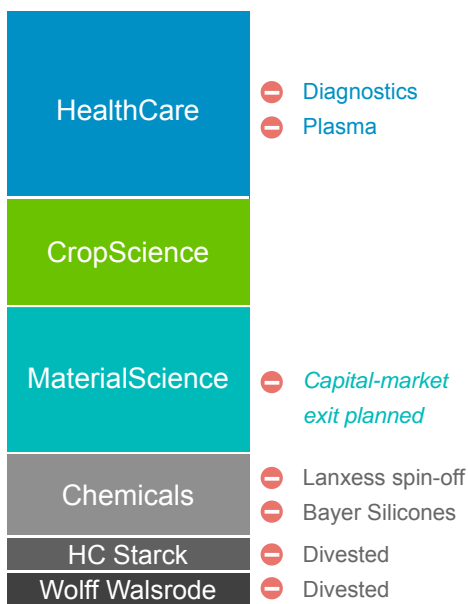 HealthCare
Diagnostics
Plasma
CropScience
MaterialScience
Capital-market
exit planned
Chemicals
Lanxess spin-off
Bayer Silicones
HC Starck
Divested
Wolff Walsrode
Divested